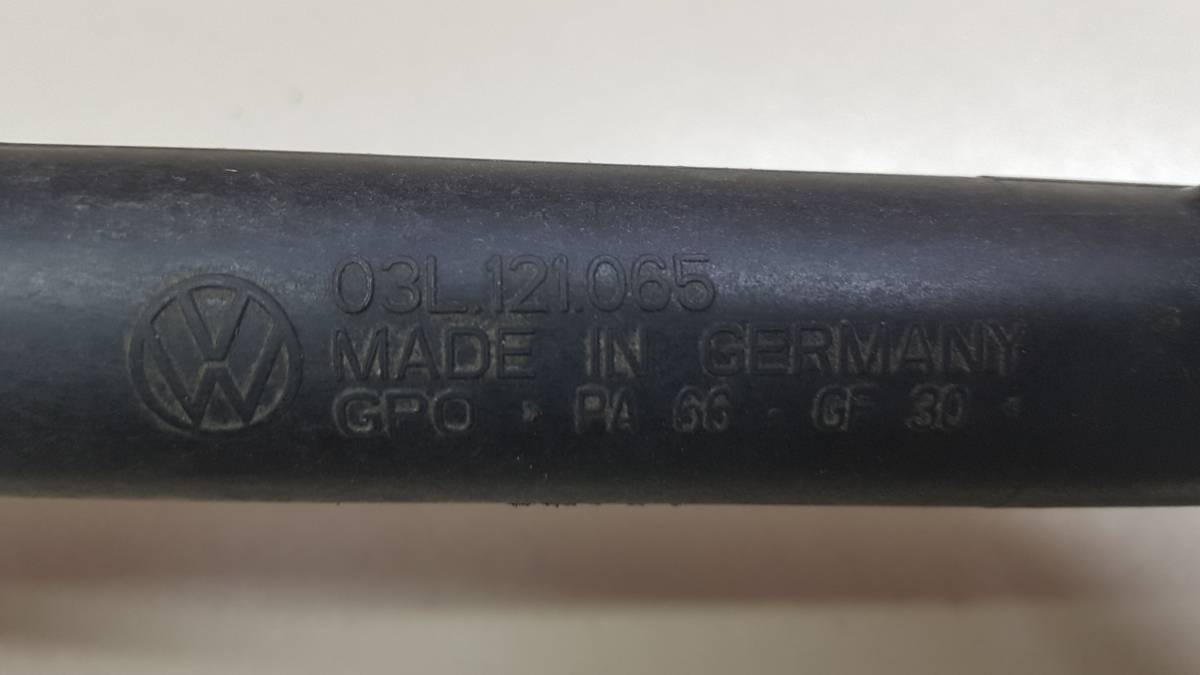 03L.121.065
MADE IN GERMANY
GPO > PA 66 - GF 30 <